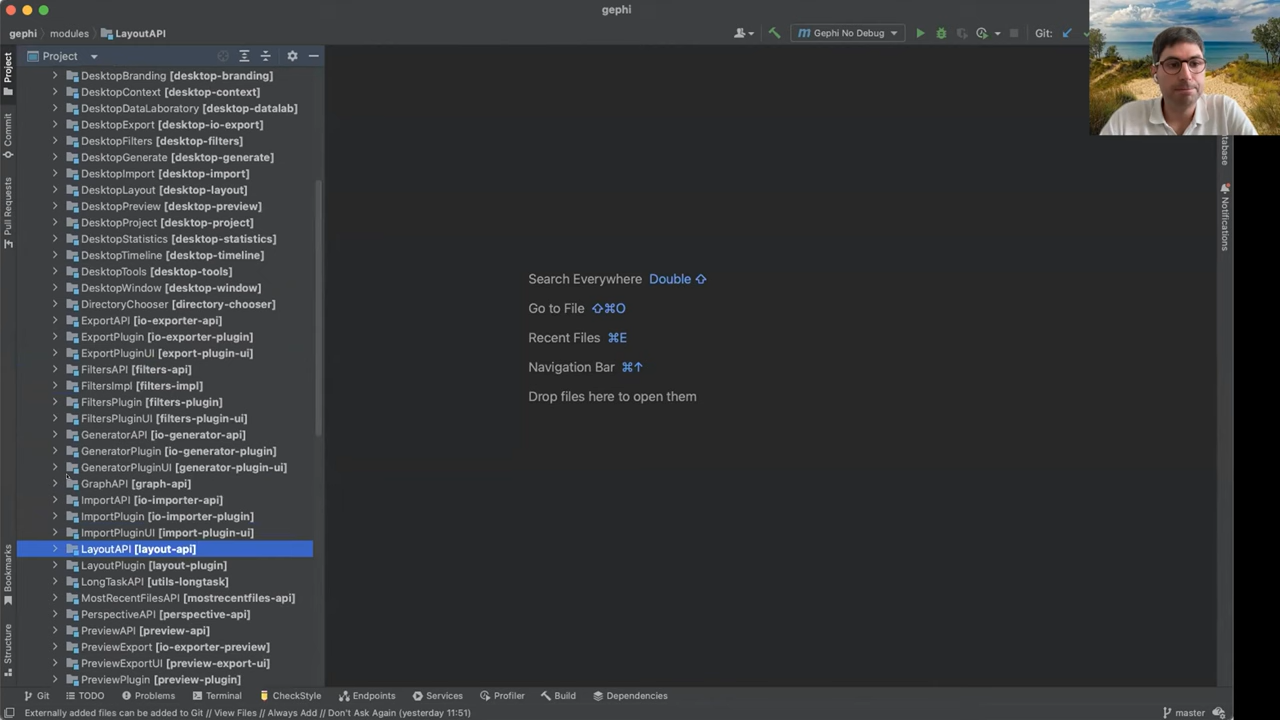 gephi
gephi
modules
LayoutAPI
Gephi No Debug
Git:
Project
Project
DesktopBranding [desktop-branding]
DesktopContext [desktop-context]
DesktopDataLaboratory [desktop-datalab]
DesktopExport [desktop-io-export]
DesktopFilters [desktop-filters]
DesktopGenerate [desktop-generate]
DesktopImport [desktop-import]
DesktopLayout [desktop-layout]
DesktopPreview [desktop-preview]
DesktopProject [desktop-project]
DesktopStatistics [desktop-statistics]
DesktopTimeline [desktop-timeline]
DesktopTools [desktop-tools]
DesktopWindow [desktop-window]
DirectoryChooser [directory-chooser]
ExportAPI [io-exporter-api]
ExportPlugin [io-exporter-plugin]
ExportPluginUI [export-plugin-ui]
FiltersAPI [filters-api]
FiltersImpl [filters-impl]
FiltersPlugin [filters-plugin]
FiltersPluginUI [filters-plugin-ui]
GeneratorAPI [io-generator-api]
GeneratorPlugin [io-generator-plugin]
GeneratorPluginUI [generator-plugin-ui]
GraphAPI [graph-api]
ImportAPI [io-importer-api]
ImportPlugin [io-importer-plugin]
ImportPluginUI [import-plugin-ui]
LayoutAPI [layout-api]
LayoutPlugin [layout-plugin]
LongTaskAPI [utils-longtask]
MostRecentFilesAPI [mostrecentfiles-api]
PerspectiveAPI [perspective-api]
PreviewAPI [preview-api]
PreviewExport [io-exporter-preview]
PreviewExportUI [preview-export-ui]
PreviewPlugin [preview-plugin]
Commit
Pull Requests
Bookmarks
Structure
Search Everywhere Double ⇧
Go to File ⇧⌘O
Recent Files ⌘E
Navigation Bar ⌘↑
Drop files here to open them
Notifications
Git
TODO
Problems
Terminal
CheckStyle
Endpoints
Services
Profiler
Build
Dependencies
Externally added files can be added to Git // View Files // Always Add // Don't Ask Again (yesterday 11:51)
master